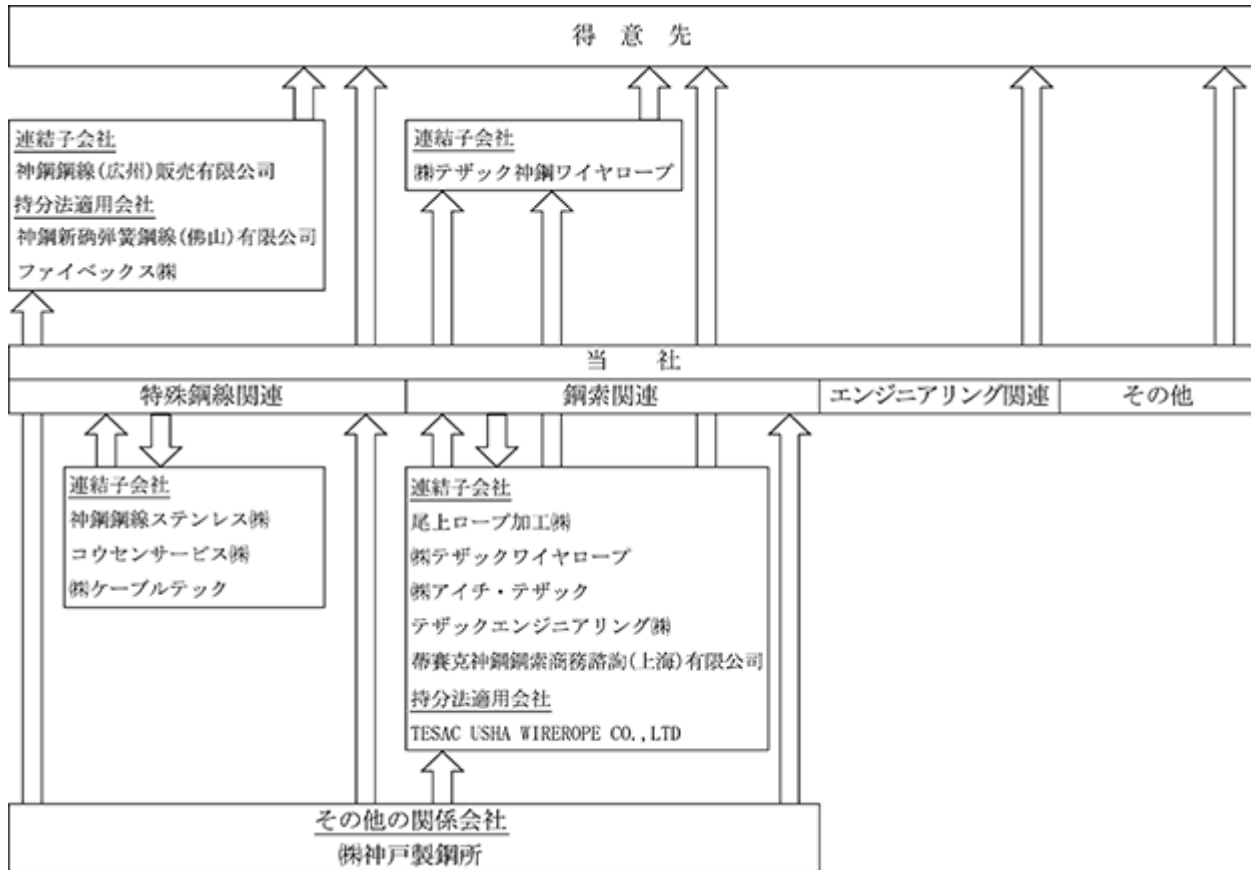 得 意 先
連結子会社
神鋼鋼線(広州)販売有限公司
持分法適用会社
神鋼新确弾簧鋼線(佛山)有限公司
ファイベックス㈱
連結子会社
㈱テザック神鋼ワイヤロープ
当 社
特殊鋼線関連
鋼索関連
エンジニアリング関連
その他
連結子会社
神鋼鋼線ステンレス㈱
コウセンサービス㈱
㈱ケーブルテック
連結子会社
尾上ロープ加工㈱
㈱テザックワイヤロープ
㈱アイチ・テザック
テザックエンジニアリング㈱
蒂賽克神鋼鋼索商務諮詢(上海)有限公司
持分法適用会社
TESAC USHA WIREROPE CO.,LTD
その他の関係会社
㈱神戸製鋼所